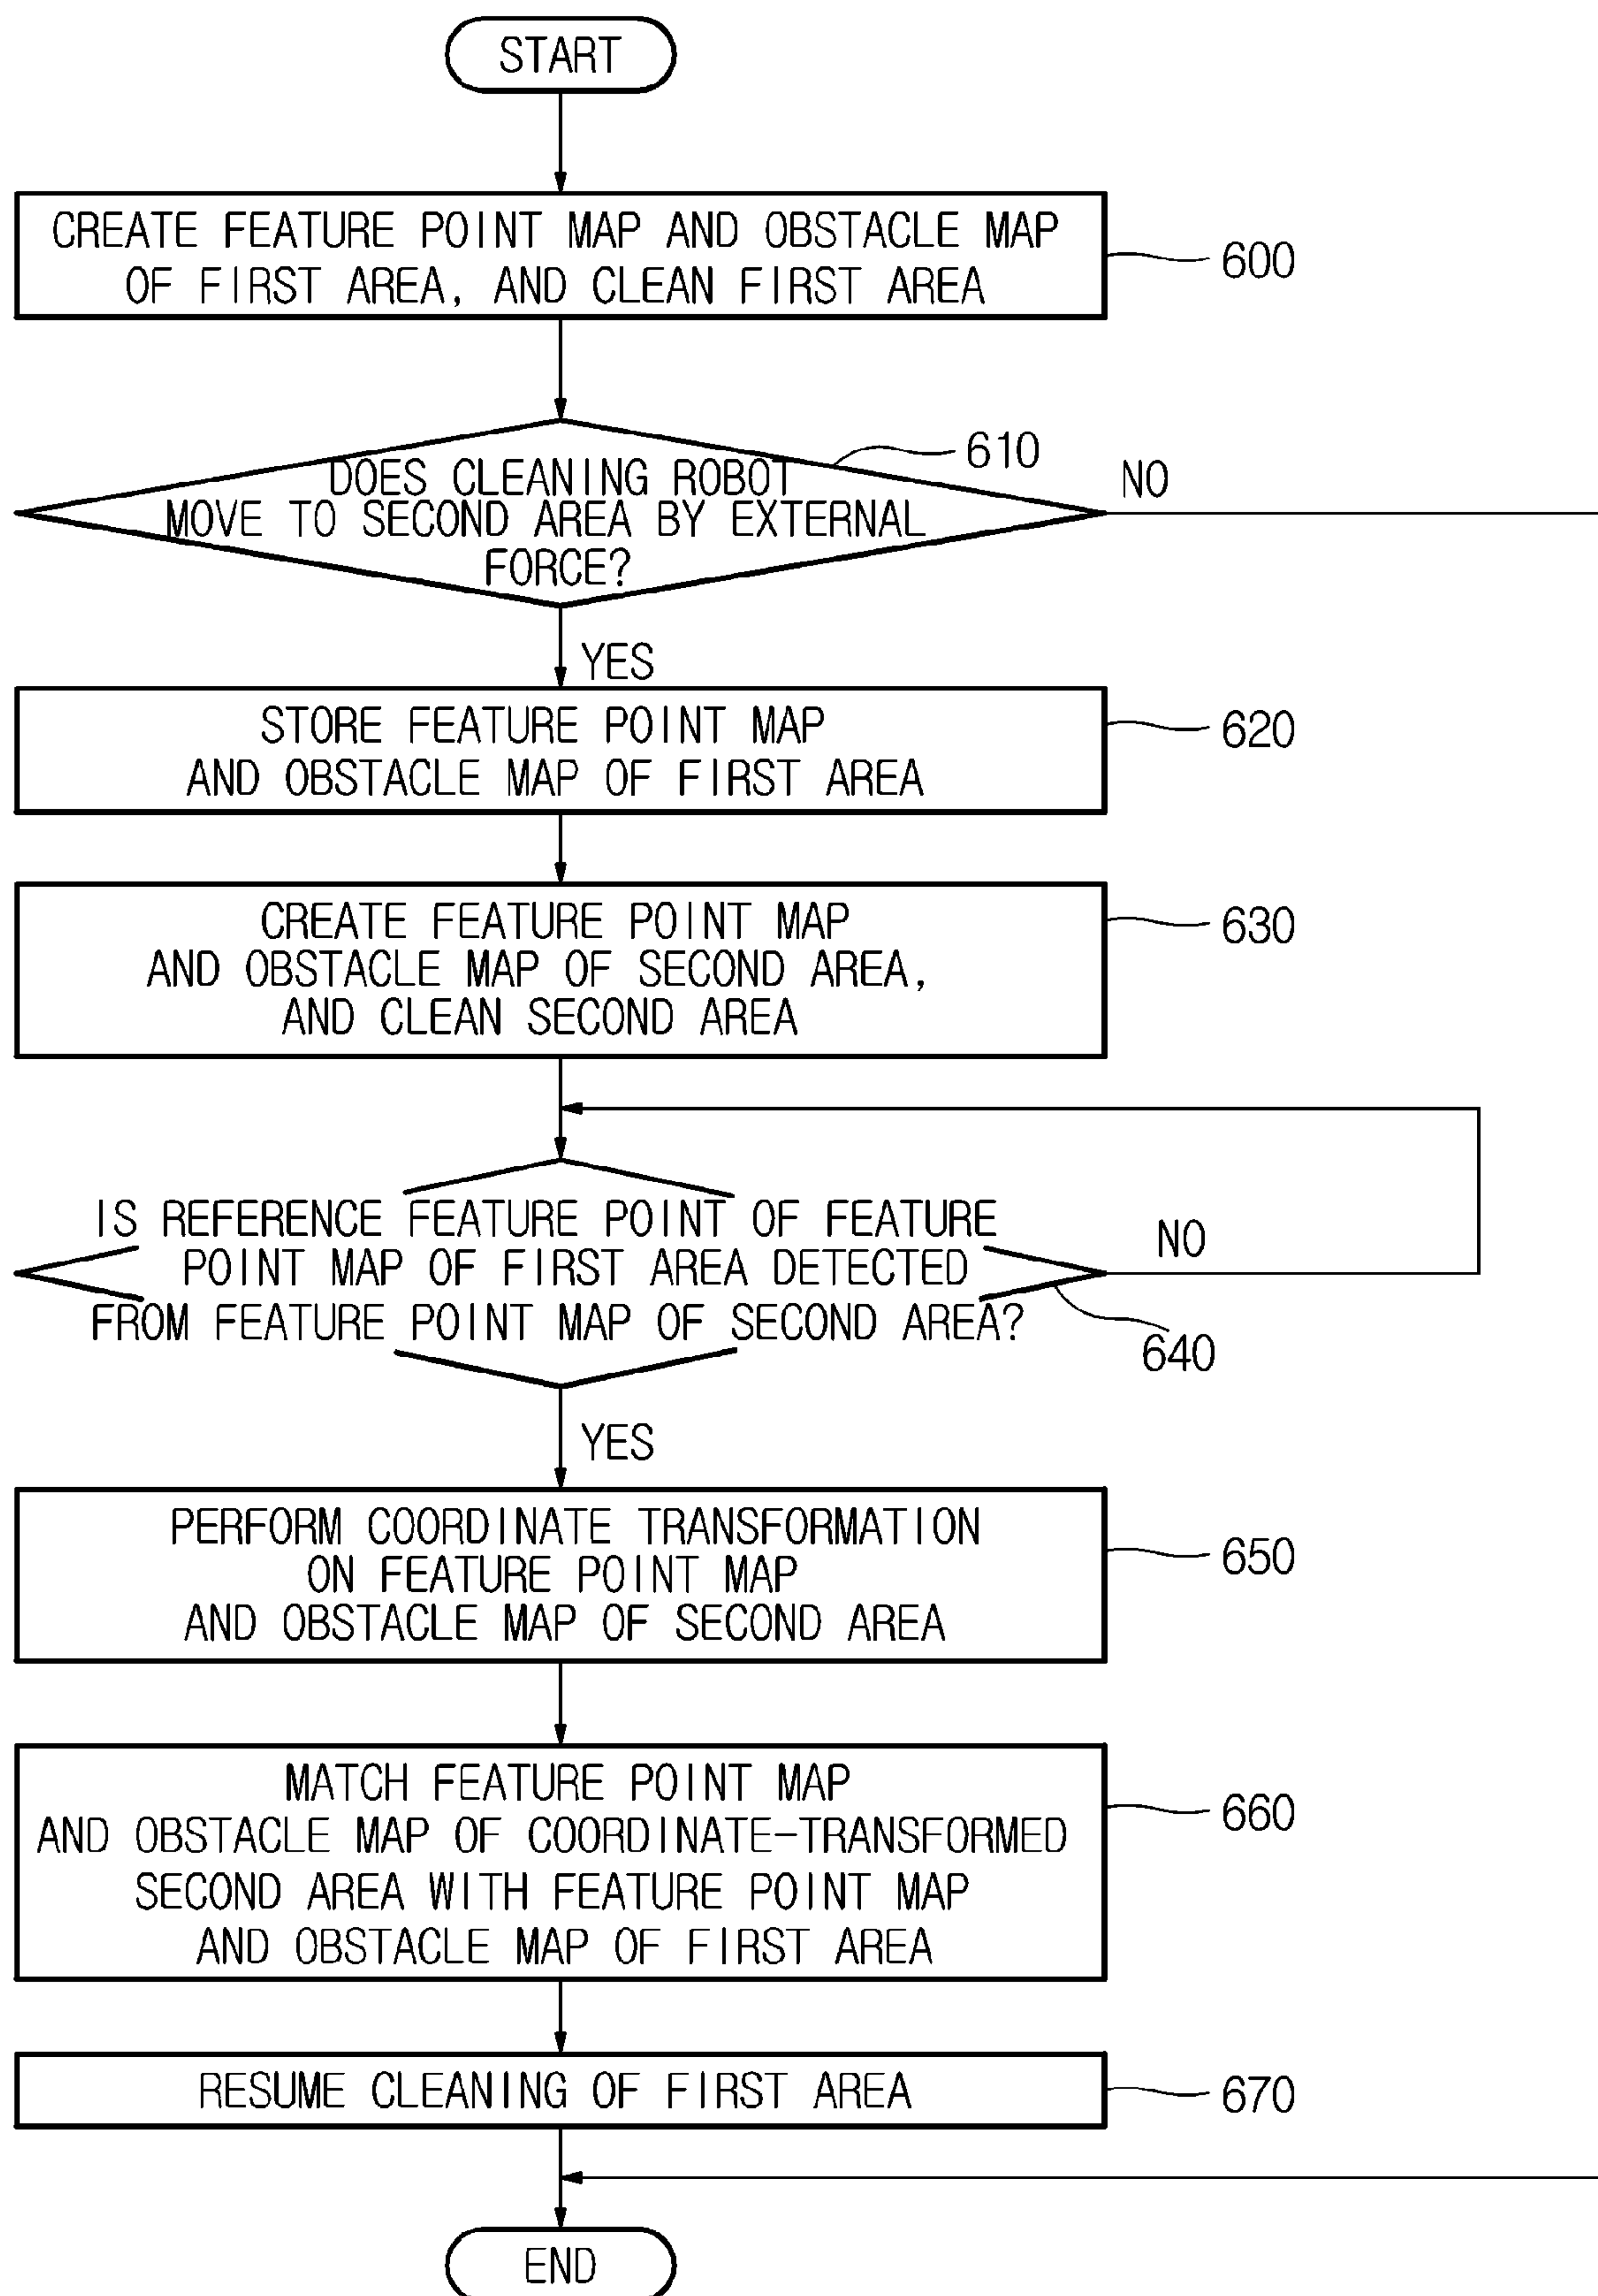 START
CREATE FEATURE POINT MAP AND OBSTACLE MAP
OF FIRST AREA, AND CLEAN FIRST AREA
600
DOES CLEANING ROBOT
MOVE TO SECOND AREA BY EXTERNAL
FORCE?
610
NO
YES
STORE FEATURE POINT MAP
AND OBSTACLE MAP OF FIRST AREA
620
CREATE FEATURE POINT MAP
AND OBSTACLE MAP OF SECOND AREA,
AND CLEAN SECOND AREA
630
IS REFERENCE FEATURE POINT OF FEATURE
POINT MAP OF FIRST AREA DETECTED
FROM FEATURE POINT MAP OF SECOND AREA?
NO
640
YES
PERFORM COORDINATE TRANSFORMATION
ON FEATURE POINT MAP
AND OBSTACLE MAP OF SECOND AREA
650
MATCH FEATURE POINT MAP
AND OBSTACLE MAP OF COORDINATE-TRANSFORMED
SECOND AREA WITH FEATURE POINT MAP
AND OBSTACLE MAP OF FIRST AREA
660
RESUME CLEANING OF FIRST AREA
670
END